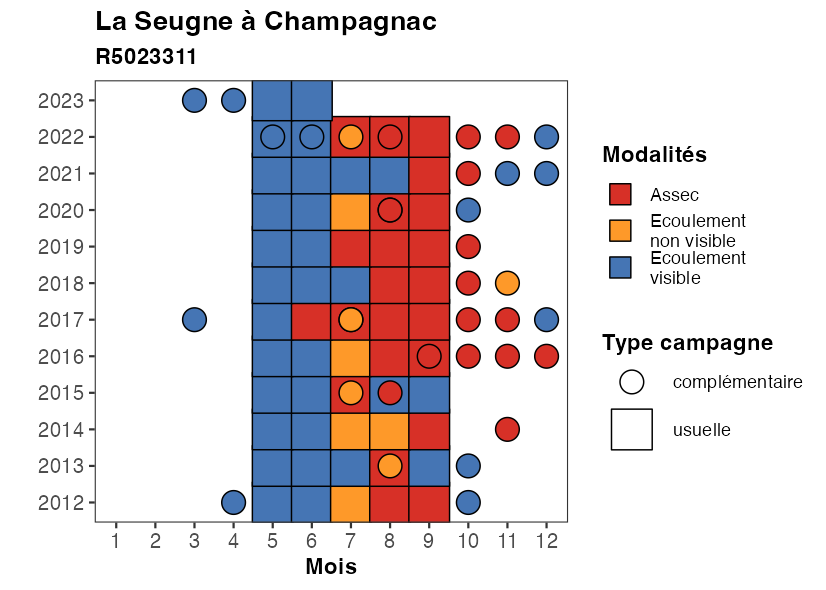 La Seugne à Champagnac
R5023311
2023
2022
2021
2020
2019
2018
2017
2016
2015
2014
2013
2012
1 2 3 4 5 6 7 8 9 10 11 12
Mois
Modalités
Assec
Ecoulement
non visible
Ecoulement
visible
Type campagne
complémentaire
usuelle